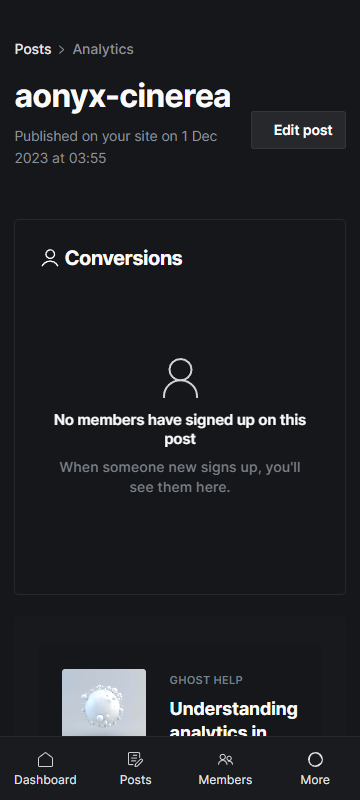 Posts > Analytics
aonyx-cinerea
Published on your site on 1 Dec
2023 at 03:55
Edit post
Conversions
No members have signed up on this
post
When someone new signs up, you'll
see them here.
GHOST HELP
Understanding
analytics in
Dashboard
Posts
Members
More